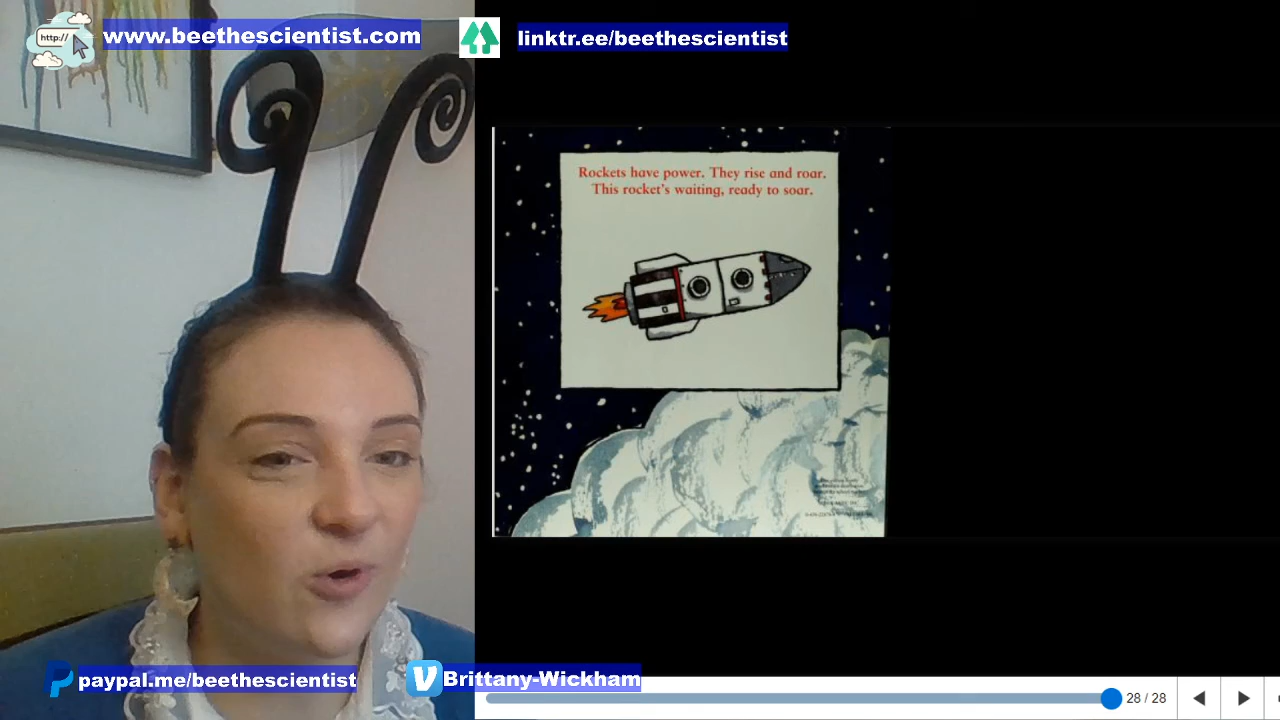 http://
www.beethescientist.com
linktr.ee/beethescientist
Rockets have power. They rise and roar.
This rocket's waiting, ready to soar.
paypal.me/beethescientist
Brittany-Wickham
28 / 28